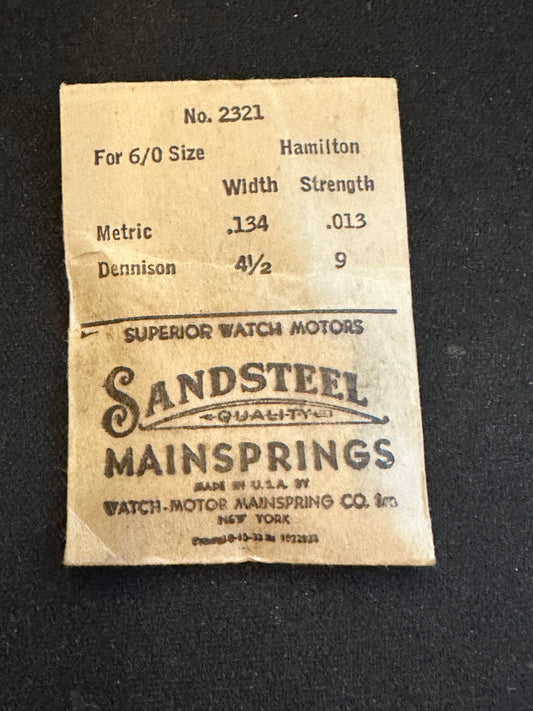 No. 2321
For 6/0 Size Hamilton
Width Strength
Metric .134 .013
Dennison 4½ 9
SUPERIOR WATCH MOTORS
SANDSTEEL
QUALITY
MAINSPRINGS
MADE IN U.S.A. BY
WATCH-MOTOR MAINSPRING CO. Inc
NEW YORK